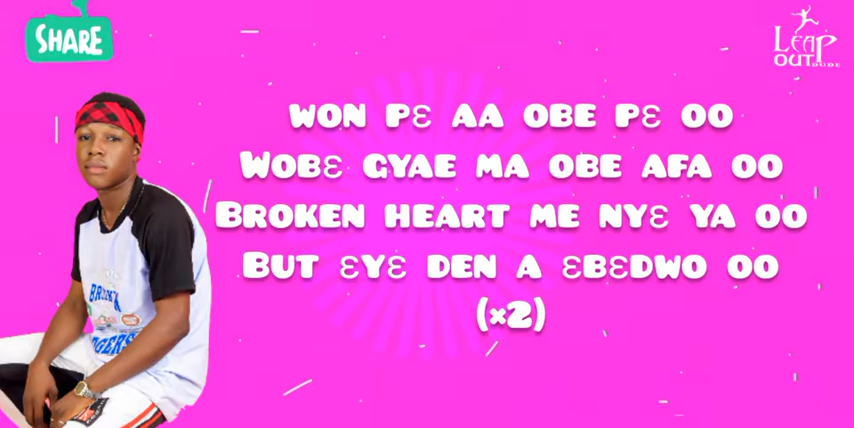 SHARE
LEAP
OUT DUDE
WON PƐ AA OBE PƐ OO
WOBƐ GYAE MA OBE AFA OO
BROKEN HEART ME NYƐ YA OO
BUT ƐYƐ DEN A ƐBƐDWO OO
(×2)